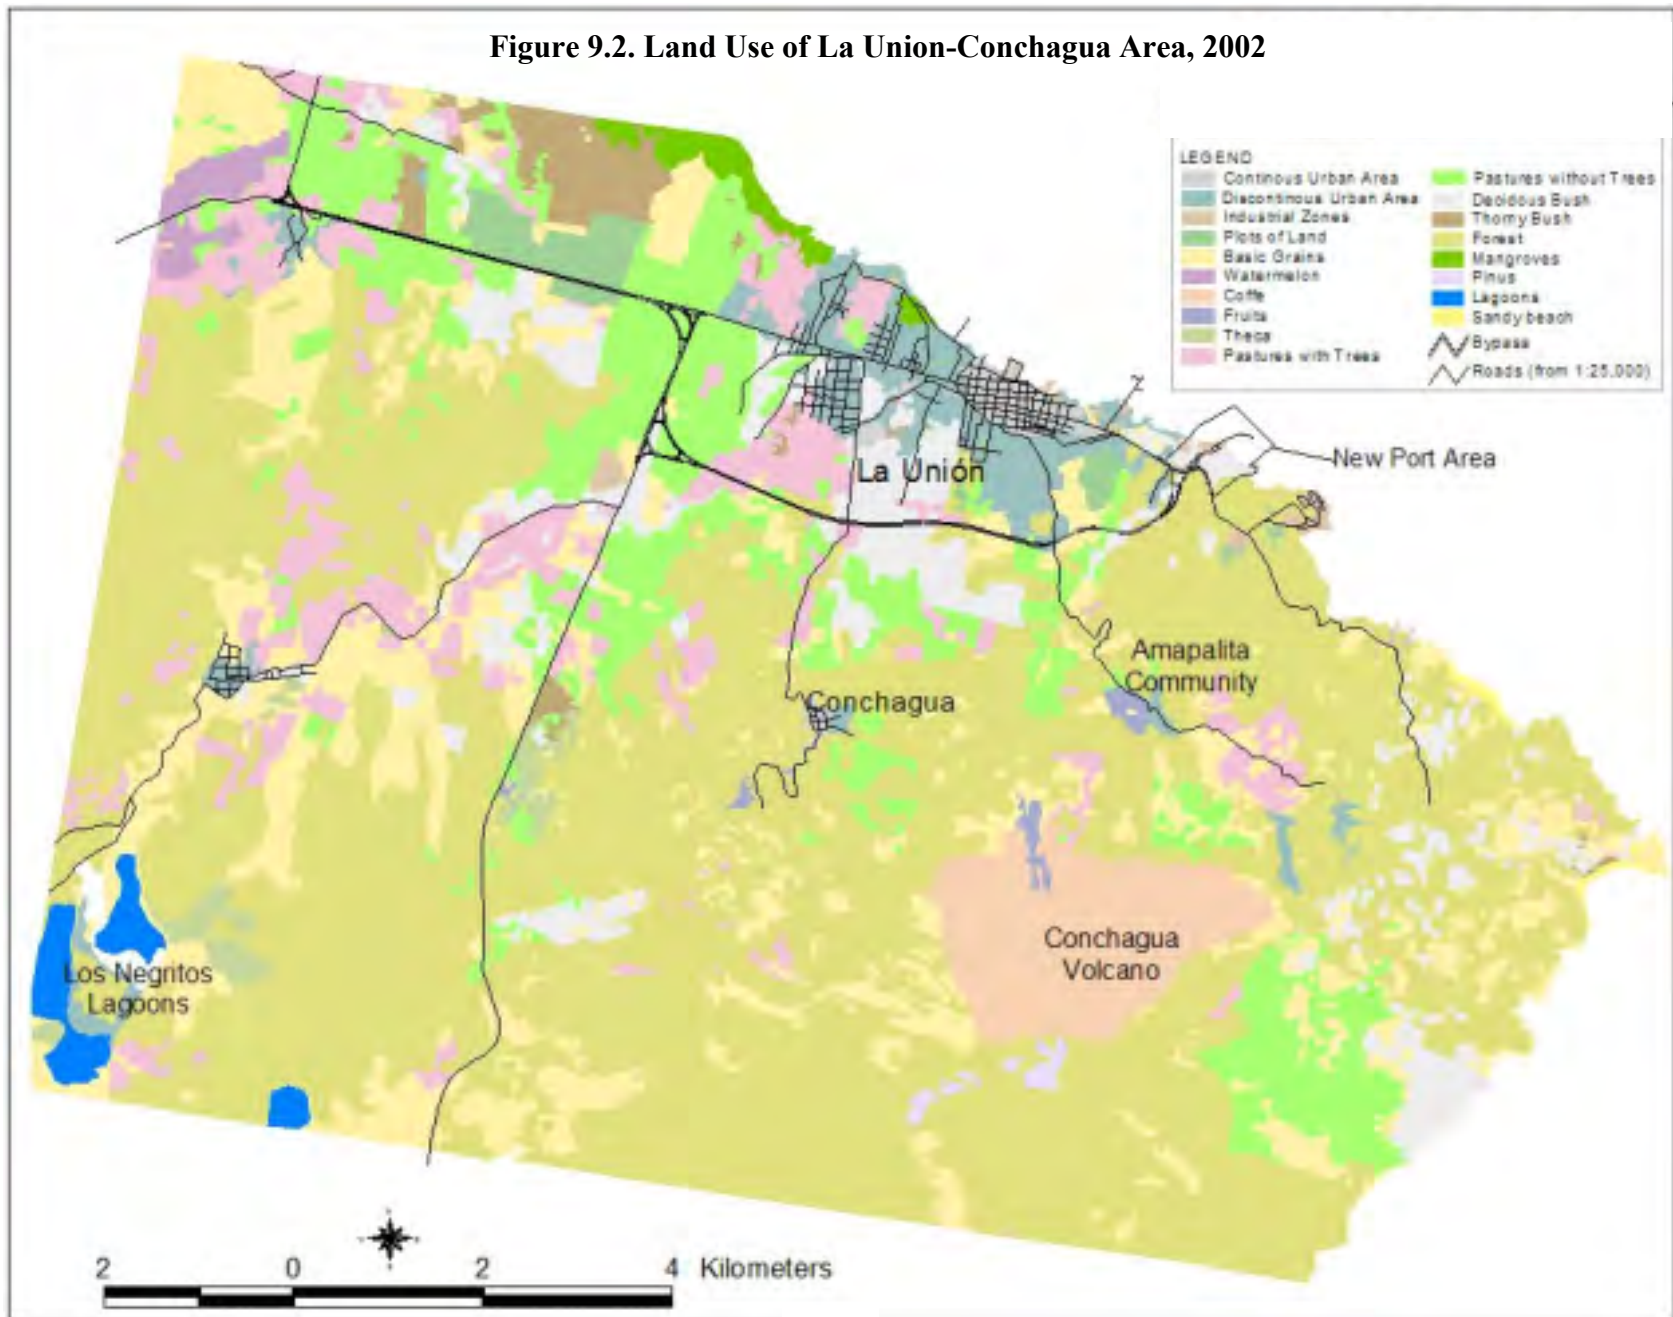 Figure 9.2. Land Use of La Union-Conchagua Area, 2002
LEGEND
Continous Urban Area
Discontinous Urban Area
Industrial Zones
Plots of Land
Basic Grains
Watermelon
Coffe
Fruits
Theca
Pastures with Trees
Pastures without Trees
Decidous Bush
Thorny Bush
Forest
Mangroves
Pinus
Lagoons
Sandy beach
Bypass
Roads (from 1:25,000)
New Port Area
La Unión
Amapalita
Community
Conchagua
Conchagua
Volcano
Los Negritos
Lagoons
2 0 2 4 Kilometers